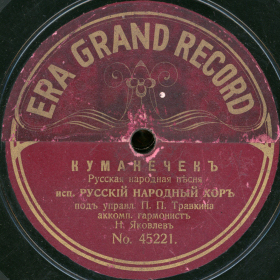 ERA GRAND RECORD
КУМАНЕЧЕКЪ
Русская народная пѣсня
исп. РУССКІЙ НАРОДНЫЙ ХОРЪ
подъ управл. П. П. Травкина
аккомп. гармонистъ
Н. Яковлевъ
No. 45221.